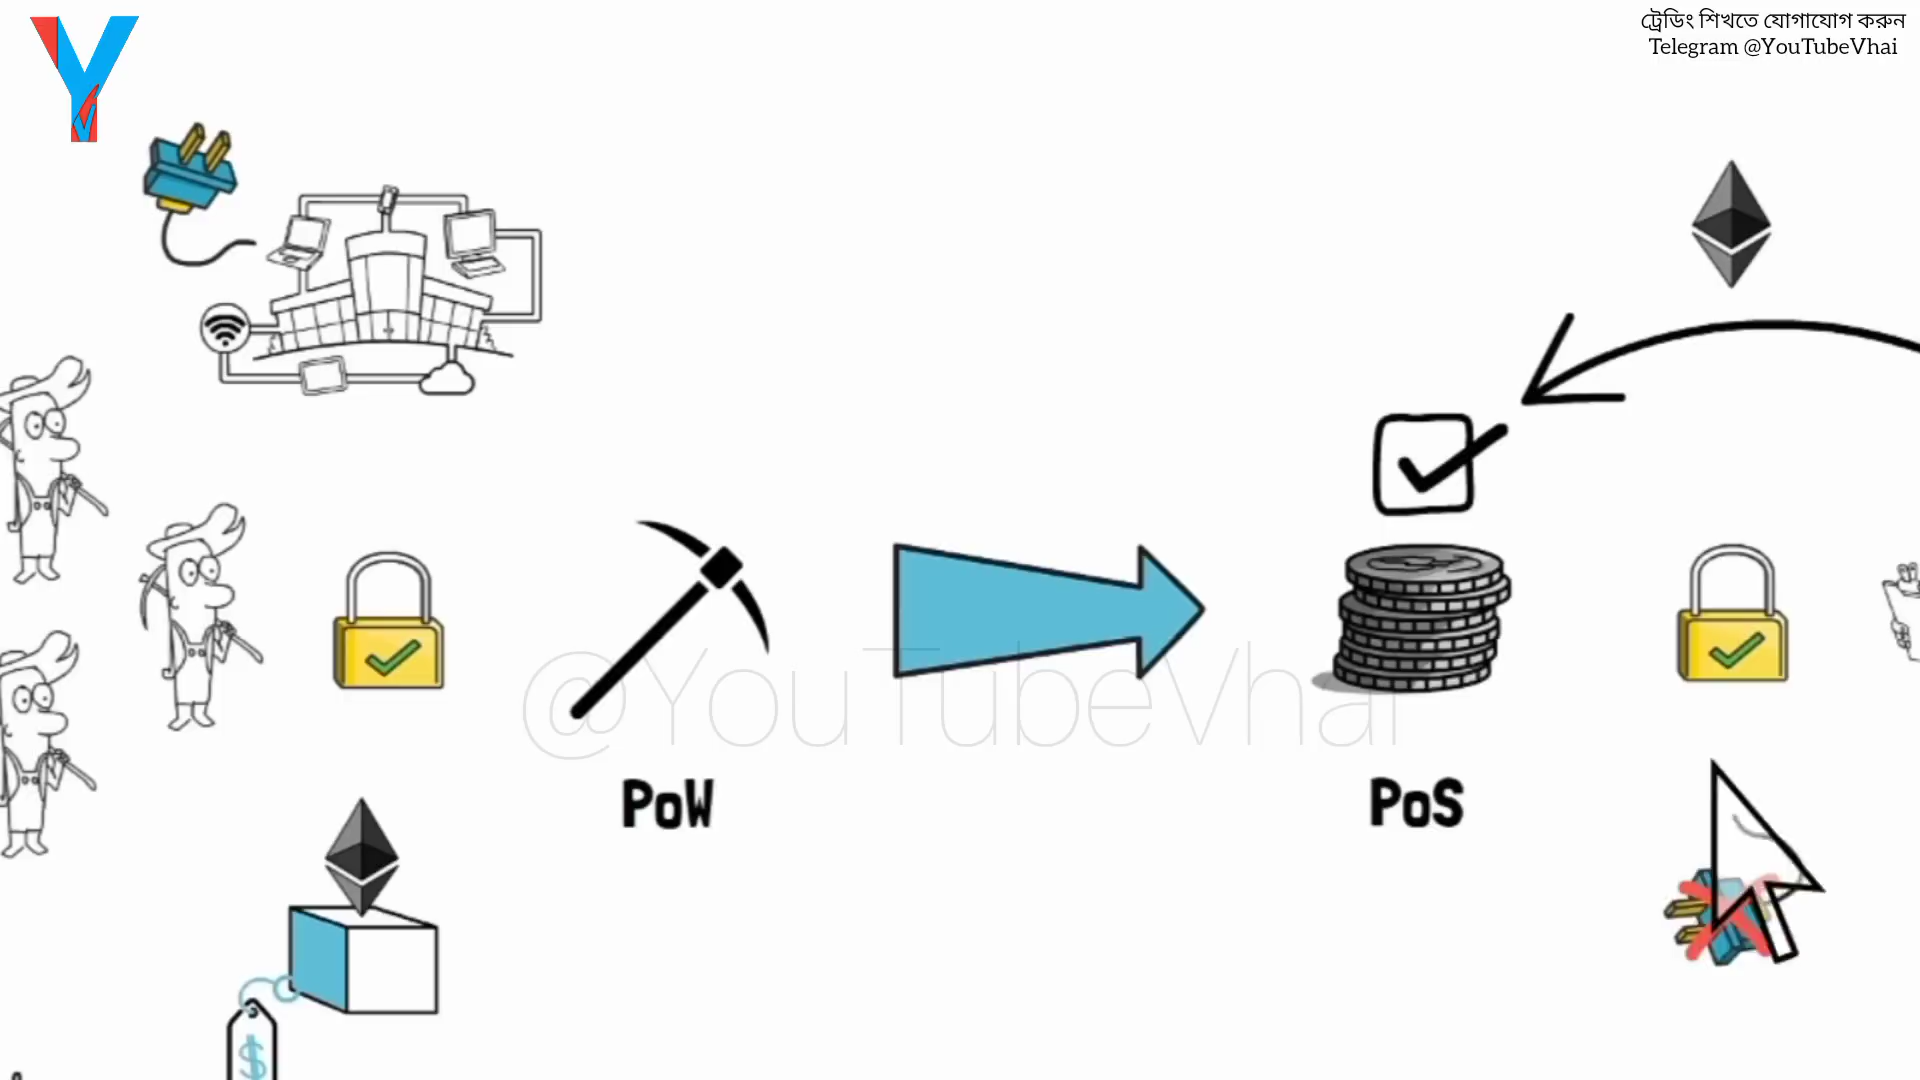 ট্রেডিং শিখতে যোগাযোগ করুন
Telegram @YouTubeVhai
@YouTubeVhai
PoW
PoS
$